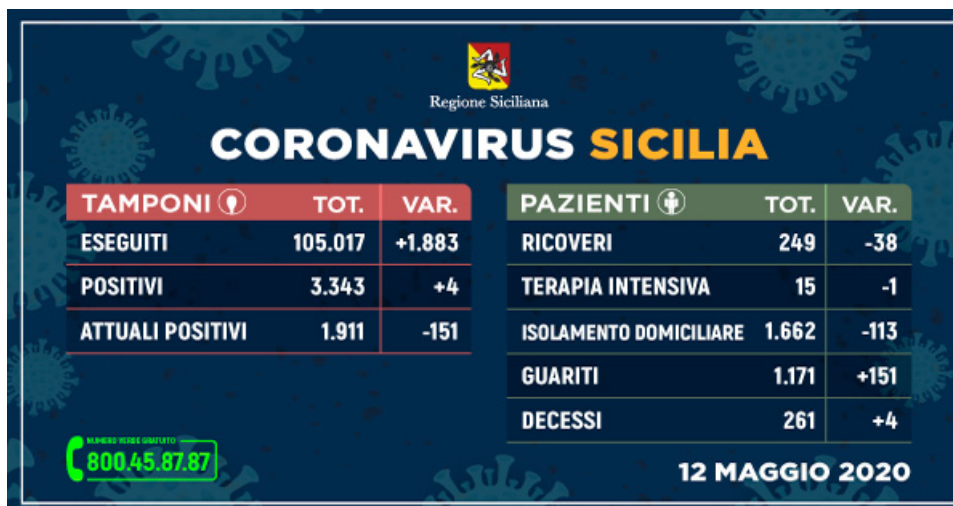 Regione Siciliana
CORONAVIRUS SICILIA
TAMPONI TOT. VAR.
ESEGUITI 105.017 +1.883
POSITIVI 3.343 +4
ATTUALI POSITIVI 1.911 -151
PAZIENTI TOT. VAR.
RICOVERI 249 -38
TERAPIA INTENSIVA 15 -1
ISOLAMENTO DOMICILIARE 1.662 -113
GUARITI 1.171 +151
DECESSI 261 +4
NUMERO VERDE GRATUITO
800.45.87.87
12 MAGGIO 2020